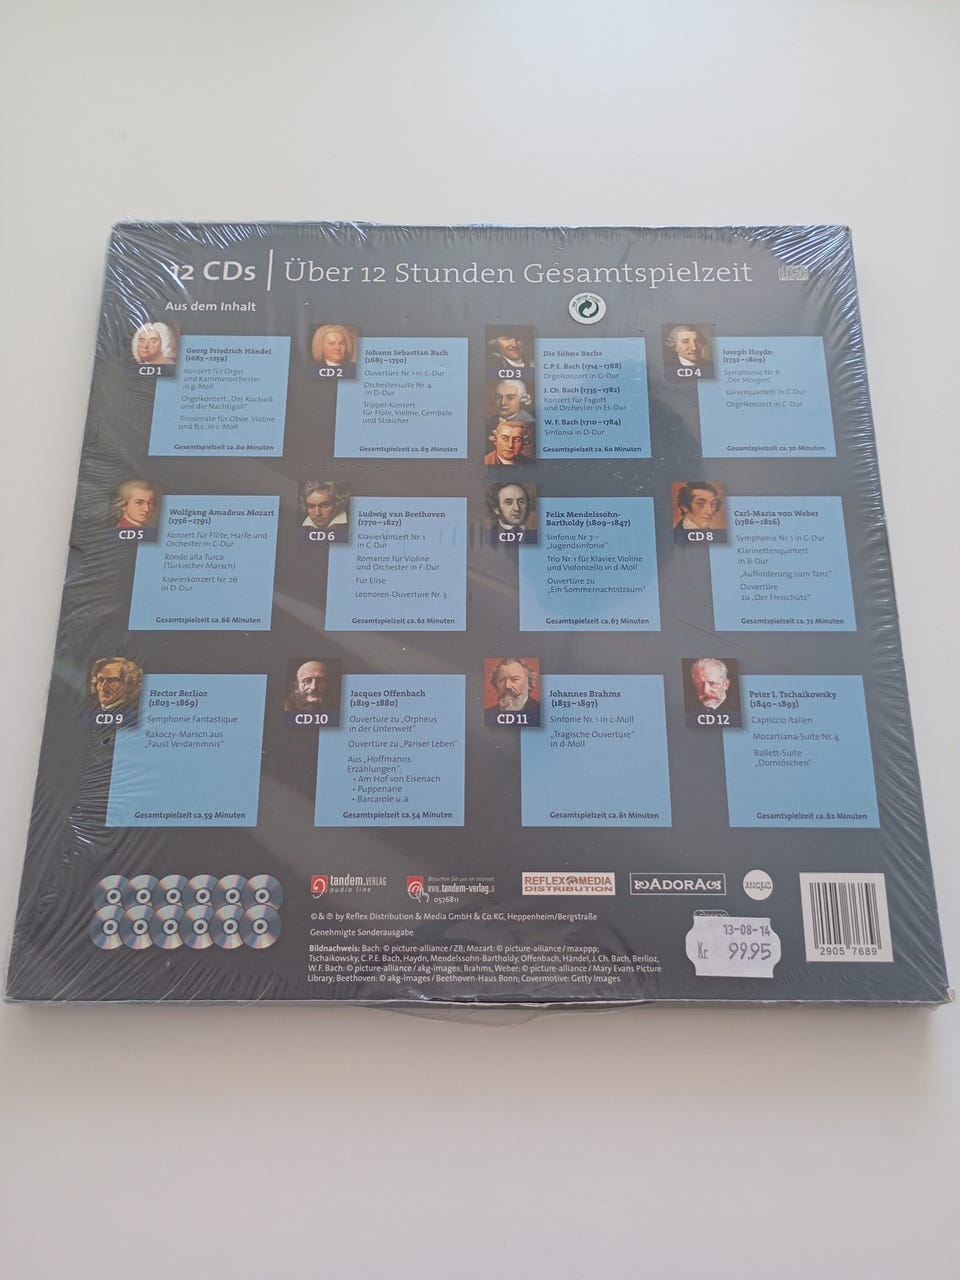 12 CDs | Über 12 Stunden Gesamtspielzeit
Aus dem Inhalt
CD 1
Georg Friedrich Händel
(1685–1759)
Konzert für Orgel
und Kammerorchester
in g-Moll
Orgelkonzert „Der Kuckuck
und die Nachtigall"
Triosonate für Oboe, Violine
und B.c. in c-Moll
Gesamtspielzeit ca. 60 Minuten
CD 2
Johann Sebastian Bach
(1685–1750)
Ouvertüre Nr. 1 in C-Dur
Orchestersuite Nr. 4
in D-Dur
Trippel-Konzert
für Flöte, Violine, Cembalo
und Streicher
Gesamtspielzeit ca. 69 Minuten
CD 3
Die Söhne Bachs
C.P.E. Bach (1714–1788)
Orgelkonzert in G-Dur
J. Ch. Bach (1735–1782)
Konzert für Fagott
und Orchester in Es-Dur
W. F. Bach (1710–1784)
Sinfonia in D-Dur
Gesamtspielzeit ca. 60 Minuten
CD 4
Joseph Haydn
(1732–1809)
Symphonie Nr. 6
„Der Morgen"
Kaiserquartett in C-Dur
Orgelkonzert in C-Dur
Gesamtspielzeit ca. 70 Minuten
CD 5
Wolfgang Amadeus Mozart
(1756–1791)
Konzert für Flöte, Harfe und
Orchester in C-Dur
Rondo alla Turca
(Türkischer Marsch)
Klavierkonzert Nr. 26
in D-Dur
Gesamtspielzeit ca. 66 Minuten
CD 6
Ludwig van Beethoven
(1770–1827)
Klavierkonzert Nr. 1
in C-Dur
Romanze für Violine
und Orchester in F-Dur
Für Elise
Leonoren-Ouvertüre Nr. 3
Gesamtspielzeit ca. 62 Minuten
CD 7
Felix Mendelssohn-
Bartholdy (1809–1847)
Sinfonie Nr. 7 –
„Jugendsinfonie"
Trio Nr. 1 für Klavier, Violine
und Violoncello in d-Moll
Ouvertüre zu
„Ein Sommernachtstraum"
Gesamtspielzeit ca. 67 Minuten
CD 8
Carl-Maria von Weber
(1786–1826)
Symphonie Nr. 1 in C-Dur
Klarinettenquintett
in B-Dur
„Aufforderung zum Tanz"
Ouvertüre
zu „Der Freischütz"
Gesamtspielzeit ca. 72 Minuten
CD 9
Hector Berlioz
(1803–1869)
Symphonie Fantastique
Rakoczy-Marsch aus
„Faust Verdammnis"
Gesamtspielzeit ca. 59 Minuten
CD 10
Jacques Offenbach
(1819–1880)
Ouvertüre zu „Orpheus
in der Unterwelt"
Ouvertüre zu „Pariser Leben"
Aus „Hoffmanns
Erzählungen":
• Am Hof von Eisenach
• Puppenarie
• Barcarole u.a.
Gesamtspielzeit ca. 54 Minuten
CD 11
Johannes Brahms
(1833–1897)
Sinfonie Nr. 1 in c-Moll
„Tragische Ouvertüre"
in d-Moll
Gesamtspielzeit ca. 61 Minuten
CD 12
Peter I. Tschaikowsky
(1840–1893)
Capriccio Italien
Mozartiana-Suite Nr. 4
Ballett-Suite
„Dornröschen"
Gesamtspielzeit ca. 62 Minuten
tandem.VERLAG
audio line
Besuchen Sie uns im Internet
www.tandem-verlag.
0576811
REFLEX MEDIA
DISTRIBUTION
ADORA
mcps
© & ℗ by Reflex Distribution & Media GmbH & Co. KG, Heppenheim/Bergstraße
Genehmigte Sonderausgabe
Bildnachweis: Bach: © picture-alliance / ZB; Mozart: © picture-alliance / maxppp;
Tschaikowsky, C.P.E. Bach, Haydn, Mendelssohn-Bartholdy, Offenbach, Händel, J. Ch. Bach, Berlioz,
W.F. Bach: © picture-alliance / akg-images; Brahms, Weber: © picture-alliance / Mary Evans Picture
Library; Beethoven: © akg-images / Beethoven-Haus Bonn; Covermotive: Getty Images
13-08-14
Kr. 99.95
2905 7689